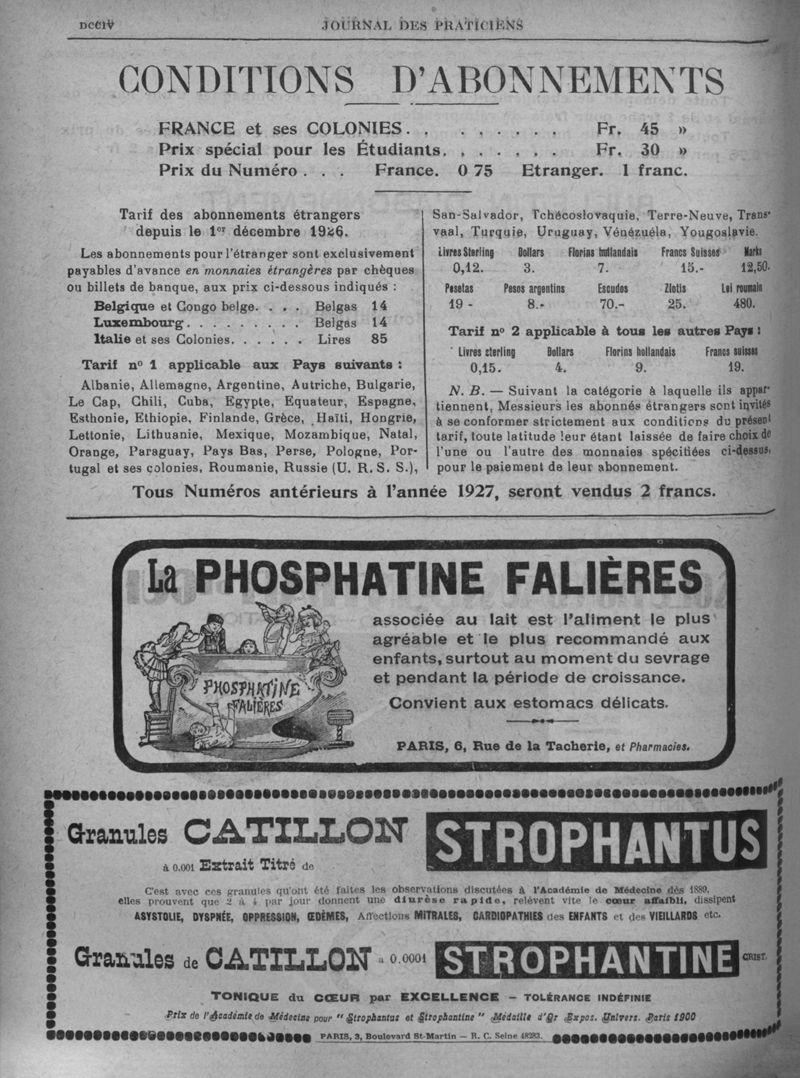 DCCIV
JOURNAL DES PRATICIENS
CONDITIONS D'ABONNEMENTS
FRANCE et ses COLONIES. . . . . . . . Fr. 45 »
Prix spécial pour les Étudiants. . . . . . . Fr. 30 »
Prix du Numéro . . . France. 0 75 Etranger. 1 franc.
Tarif des abonnements étrangers
depuis le 1er décembre 1926.
Les abonnements pour l'étranger sont exclusivement
payables d'avance en monnaies étrangères par chèques
ou billets de banque, aux prix ci-dessous indiqués :
Belgique et Congo belge. . . . Belgas 14
Luxembourg . . . . . . . . . Belgas 14
Italie et ses Colonies. . . . . . Lires 85
Tarif no 1 applicable aux Pays suivants :
Albanie, Allemagne, Argentine, Autriche, Bulgarie,
Le Cap, Chili, Cuba, Egypte, Equateur, Espagne,
Esthonie, Ethiopie, Finlande, Grèce, Haïti, Hongrie,
Lettonie, Lithuanie, Mexique, Mozambique, Natal,
Orange, Paraguay, Pays Bas, Perse, Pologne, Por-
tugal et ses colonies, Roumanie, Russie (U. R. S. S.),
San-Salvador, Tchécoslovaquie, Terre-Neuve, Trans-
vaal, Turquie, Uruguay, Vénézuéla, Yougoslavie.
Livres Sterling Dollars Florins hollandais Francs Suisses Marks
0,12. 3. 7. 15.- 12,50.
Pesetas Pesos argentins Escudos Zlotis Lei roumain
19 - 8.- 70.- 25. 480.
Tarif no 2 applicable à tous les autres Pays :
Livres cterling Dollars Florins hollandais Francs suisses
0,15. 4. 9. 19.
N. B. — Suivant la catégorie à laquelle ils appar-
tiennent, Messieurs les abonnés étrangers sont invités
à se conformer strictement aux conditions du présent
tarif, toute latitude leur étant laissée de faire choix de
l'une ou l'autre des monnaies spécitiées ci-dessus,
pour le paiement de leur abonnement.
Tous Numéros antérieurs à l'année 1927, seront vendus 2 francs.
La PHOSPHATINE FALIÈRES
PHOSPHATINE
FALIÈRES
associée au lait est l'aliment le plus
agréable et le plus recommandé aux
enfants, surtout au moment du sevrage
et pendant la période de croissance.
Convient aux estomacs délicats.
PARIS, 6, Rue de la Tacherie, et Pharmacies.
Granules CATILLON STROPHANTUS
à 0.001 Extrait Titré de
C'est avec ces granules qu'ont été faites les observations discutées à l'Académie de Médecine dès 1889,
elles prouvent que 2 à 4 par jour donnent une diurèse rapide, relèvent vite le cœur affaibli, dissipent
ASYSTOLIE, DYSPNÉE, OPPRESSION, ŒDÈMES, Affections MITRALES, CARDIOPATHIES des ENFANTS et des VIEILLARDS etc.
Granules de CATILLON à 0.0001 STROPHANTINE CRIST.
TONIQUE du CŒUR par EXCELLENCE – TOLÉRANCE INDÉFINIE
Prix de l'Académie de Médecine pour "Strophantus et Strophantine" Médaille d'Or Expos. Univers. Paris 1900
PARIS, 3, Boulevard St-Martin — R. C. Seine 48283.